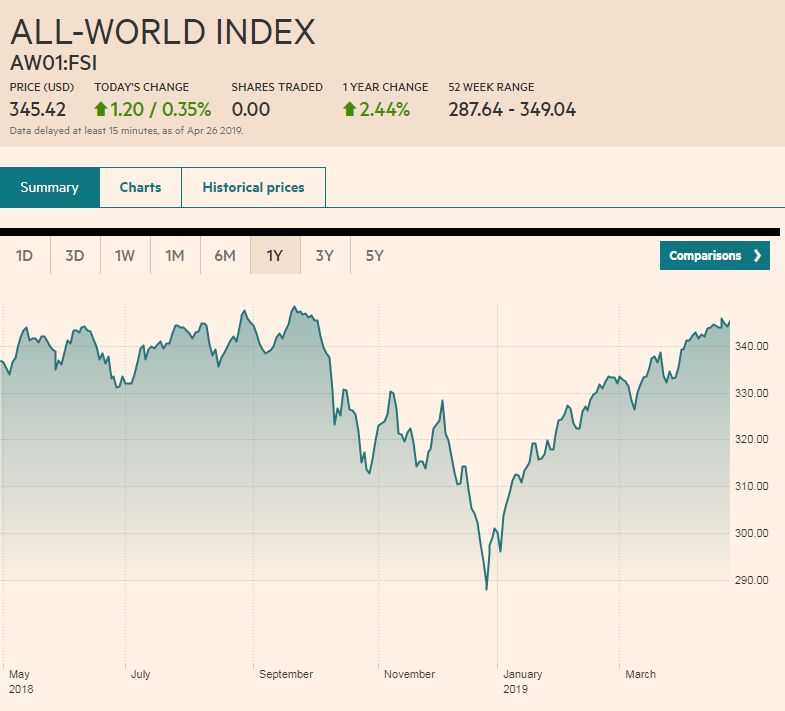 ALL-WORLD INDEX
AW01:FSI
PRICE (USD) TODAY'S CHANGE SHARES TRADED 1 YEAR CHANGE 52 WEEK RANGE
345.42 1.20 / 0.35% 0.00 2.44% 287.64 - 349.04
Data delayed at least 15 minutes, as of Apr 26 2019.
Summary Charts Historical prices
1D 3D 1W 1M 6M 1Y 3Y 5Y Comparisons
340.00
330.00
320.00
310.00
300.00
290.00
May July September November January March
2018 2019